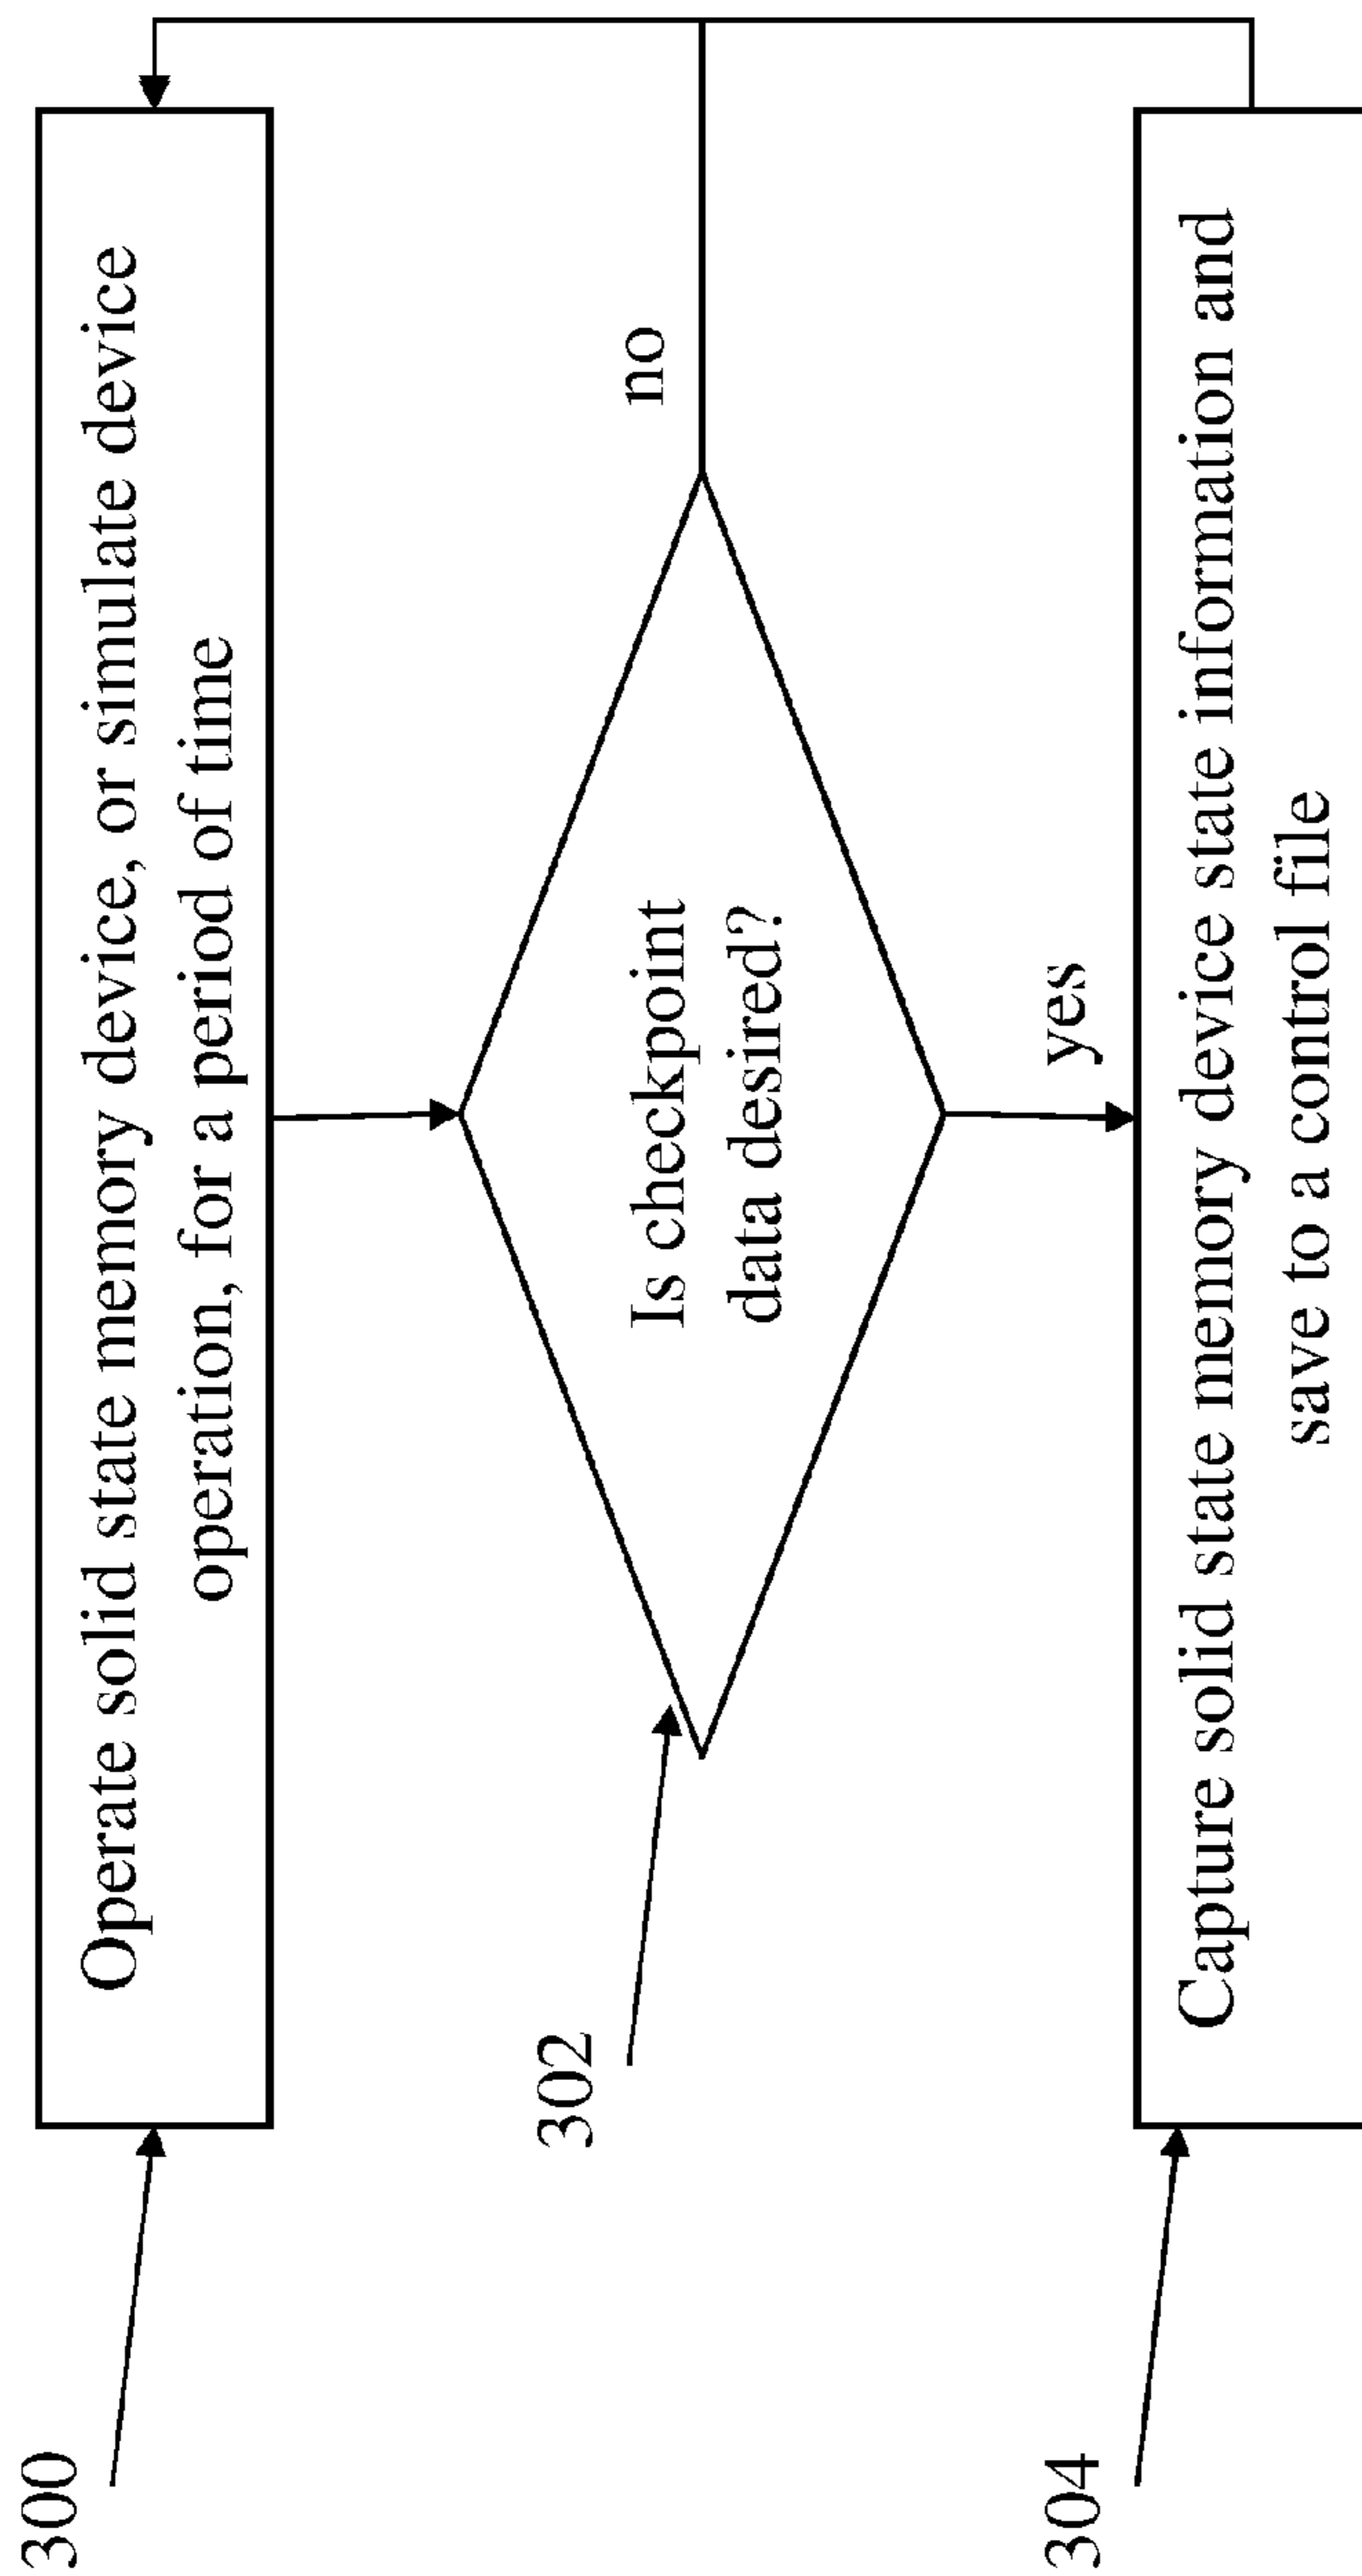 300
Operate solid state memory device, or simulate device
operation, for a period of time
302
Is checkpoint
data desired?
no
yes
304
Capture solid state memory device state information and
save to a control file